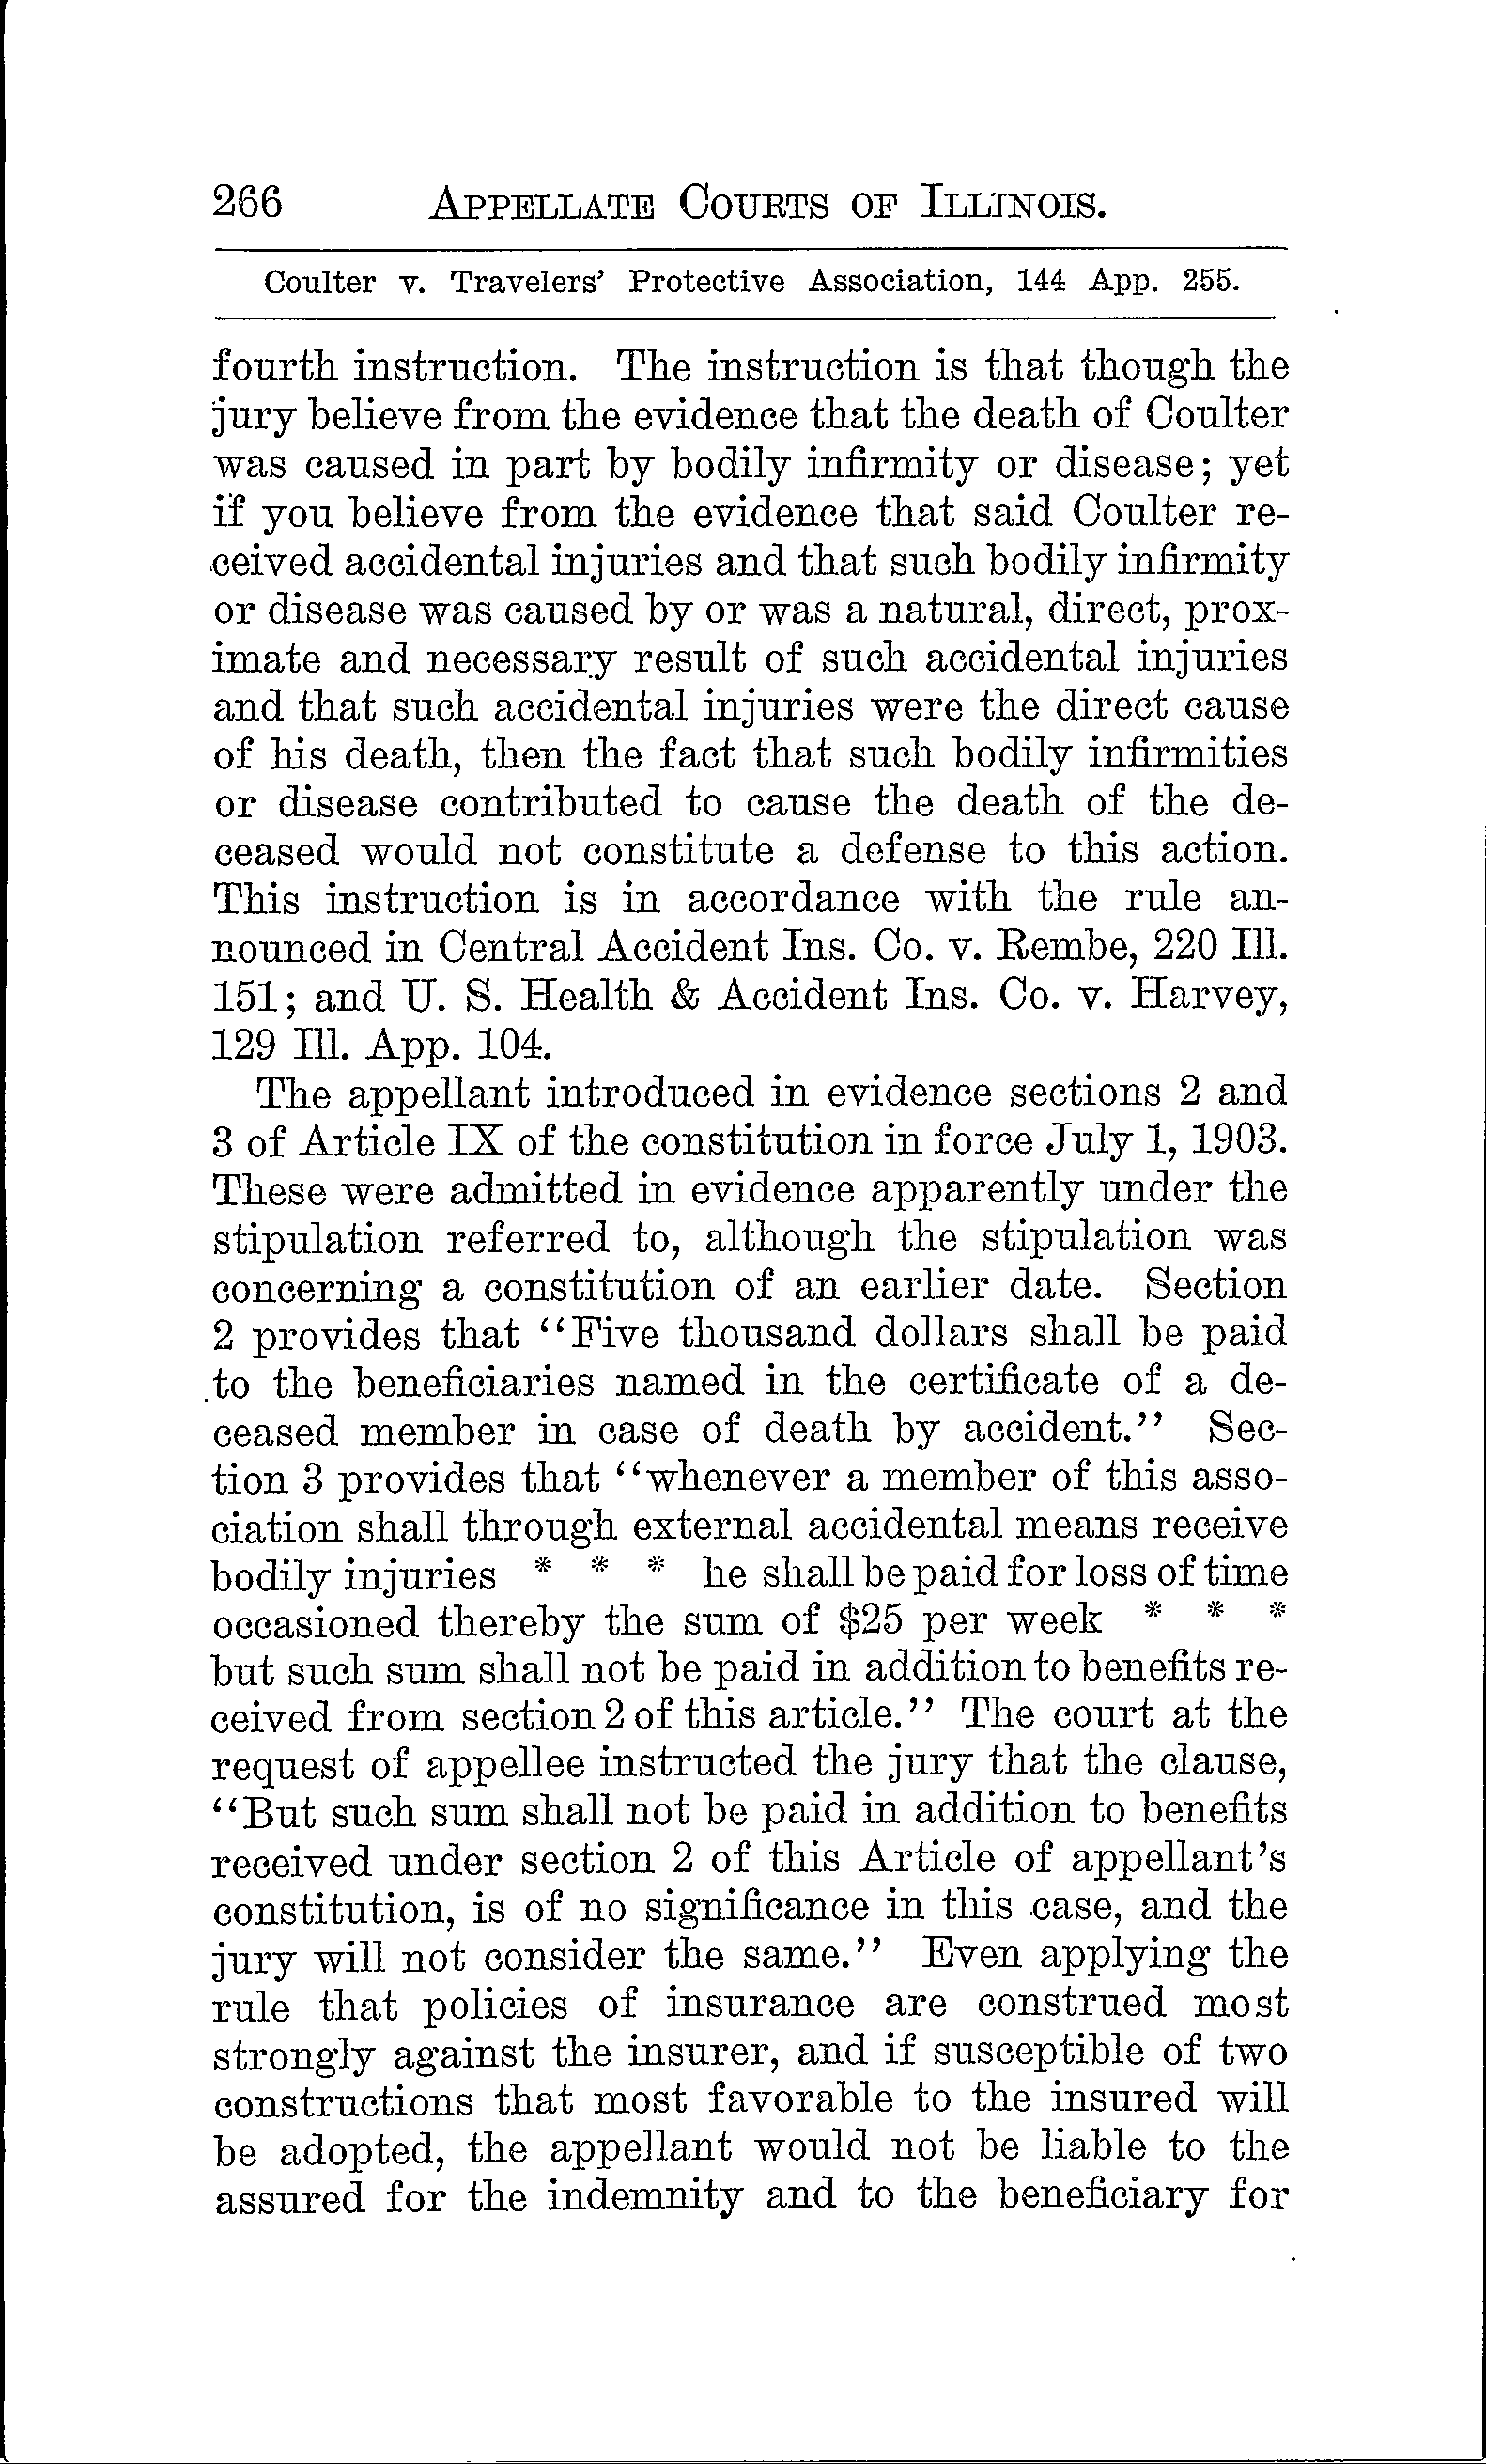 266 APPELLATE COURTS OF ILLINOIS.
Coulter v. Travelers' Protective Association, 144 App. 255.
fourth instruction. The instruction is that though the
jury believe from the evidence that the death of Coulter
was caused in part by bodily infirmity or disease; yet
if you believe from the evidence that said Coulter re-
ceived accidental injuries and that such bodily infirmity
or disease was caused by or was a natural, direct, prox-
imate and necessary result of such accidental injuries
and that such accidental injuries were the direct cause
of his death, then the fact that such bodily infirmities
or disease contributed to cause the death of the de-
ceased would not constitute a defense to this action.
This instruction is in accordance with the rule an-
nounced in Central Accident Ins. Co. v. Rembe, 220 Ill.
151; and U. S. Health & Accident Ins. Co. v. Harvey,
129 Ill. App. 104.
The appellant introduced in evidence sections 2 and
3 of Article IX of the constitution in force July 1, 1903.
These were admitted in evidence apparently under the
stipulation referred to, although the stipulation was
concerning a constitution of an earlier date. Section
2 provides that "Five thousand dollars shall be paid
to the beneficiaries named in the certificate of a de-
ceased member in case of death by accident." Sec-
tion 3 provides that "whenever a member of this asso-
ciation shall through external accidental means receive
bodily injuries * * * he shall be paid for loss of time
occasioned thereby the sum of $25 per week * * *
but such sum shall not be paid in addition to benefits re-
ceived from section 2 of this article." The court at the
request of appellee instructed the jury that the clause,
"But such sum shall not be paid in addition to benefits
received under section 2 of this Article of appellant's
constitution, is of no significance in this case, and the
jury will not consider the same." Even applying the
rule that policies of insurance are construed most
strongly against the insurer, and if susceptible of two
constructions that most favorable to the insured will
be adopted, the appellant would not be liable to the
assured for the indemnity and to the beneficiary for